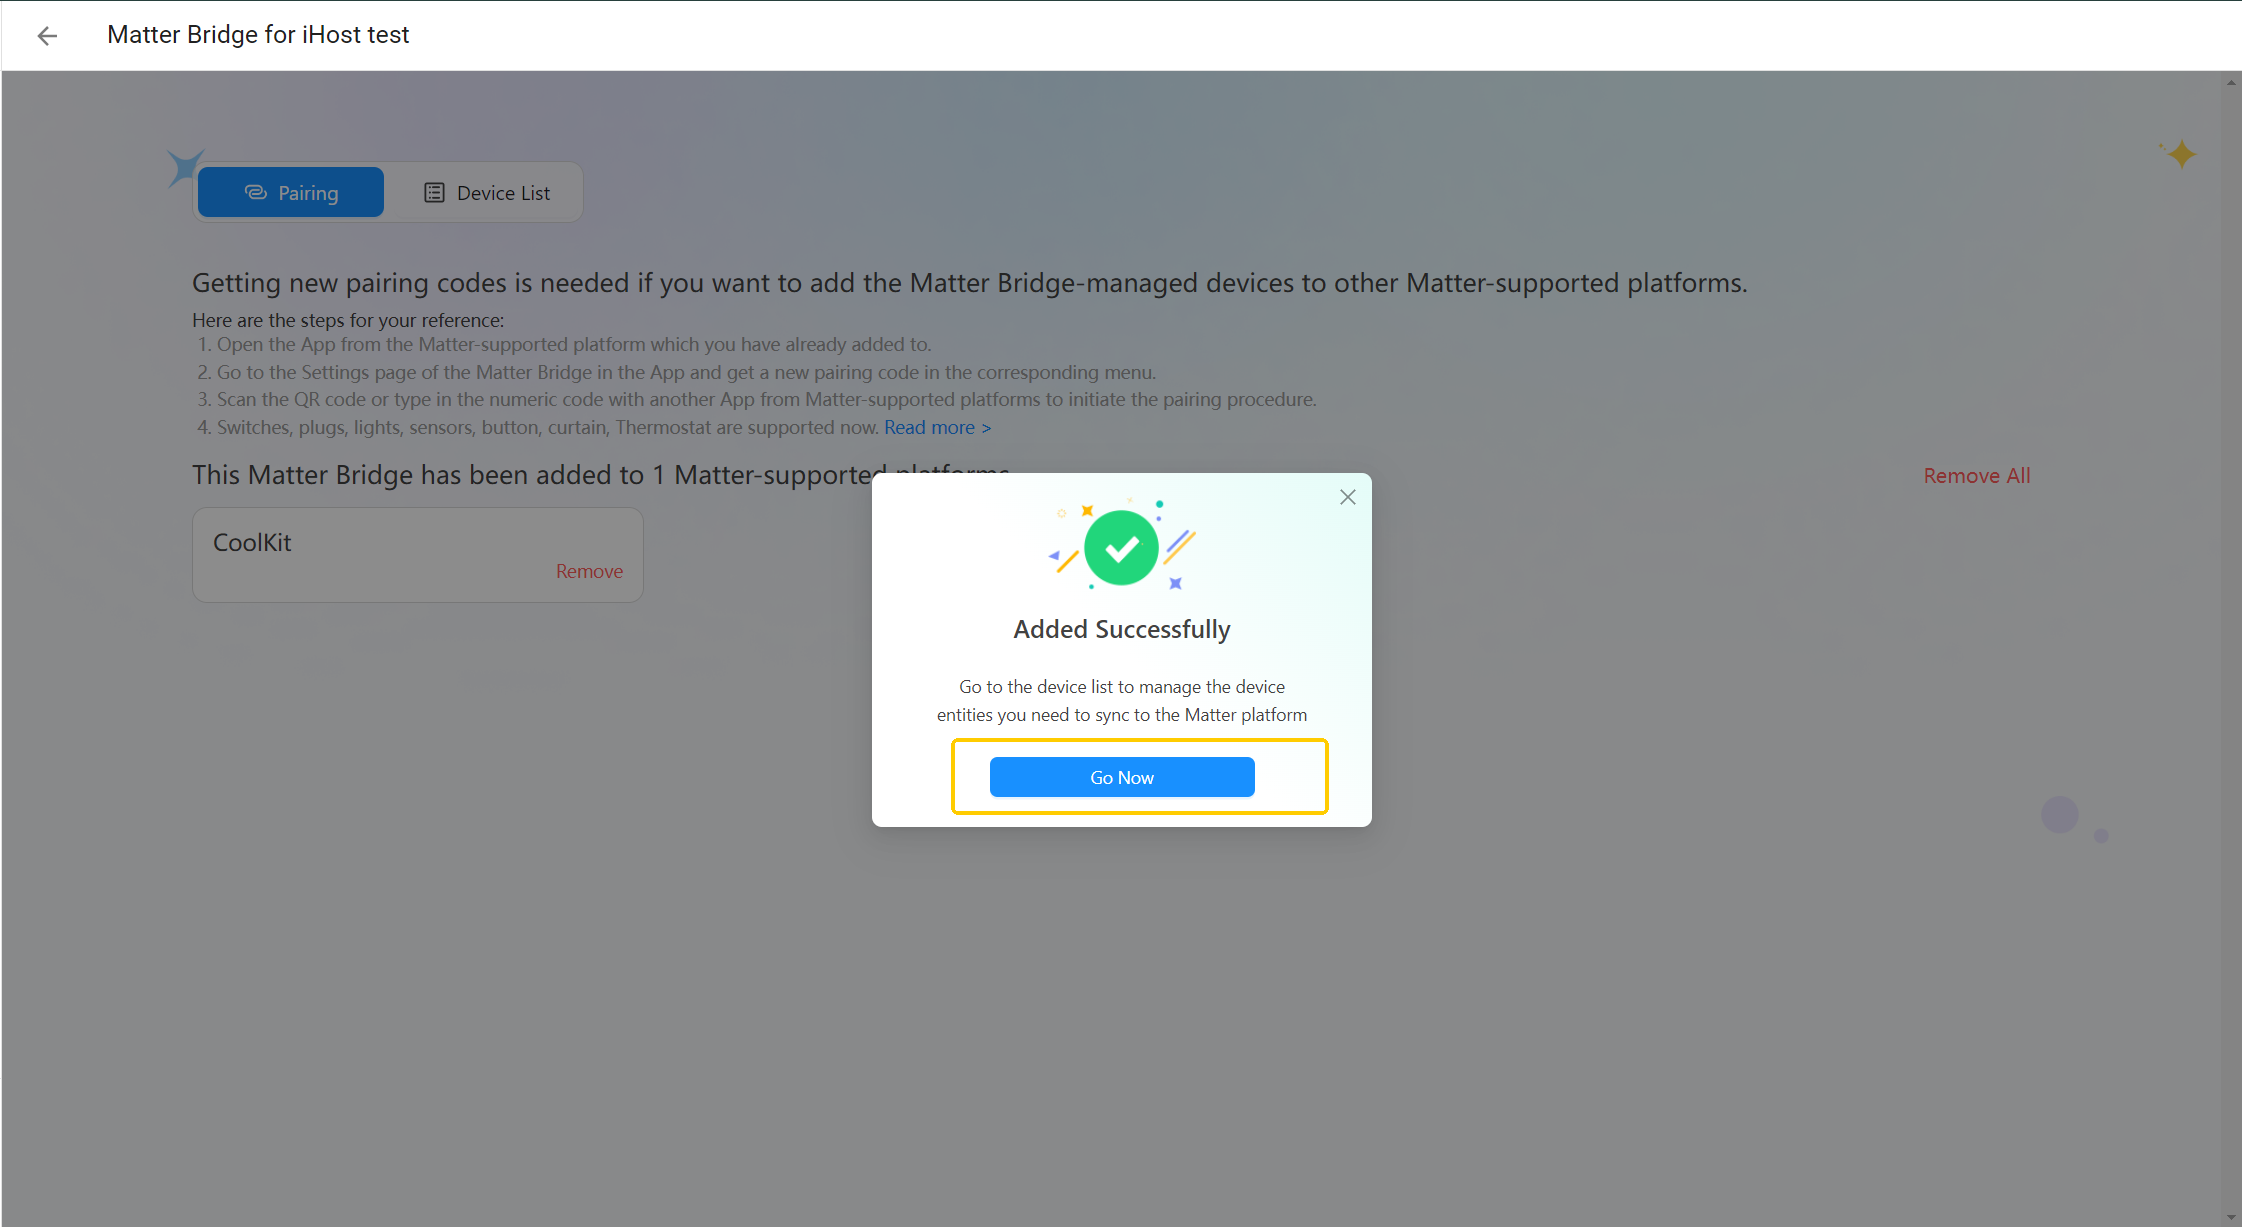 Matter Bridge for iHost test
Pairing
Device List
Getting new pairing codes is needed if you want to add the Matter Bridge-managed devices to other Matter-supported platforms.
Here are the steps for your reference:
1. Open the App from the Matter-supported platform which you have already added to.
2. Go to the Settings page of the Matter Bridge in the App and get a new pairing code in the corresponding menu.
3. Scan the QR code or type in the numeric code with another App from Matter-supported platforms to initiate the pairing procedure.
4. Switches, plugs, lights, sensors, button, curtain, Thermostat are supported now. Read more >
This Matter Bridge has been added to 1 Matter-supported platforms
Remove All
CoolKit
Remove
Added Successfully
Go to the device list to manage the device
entities you need to sync to the Matter platform
Go Now